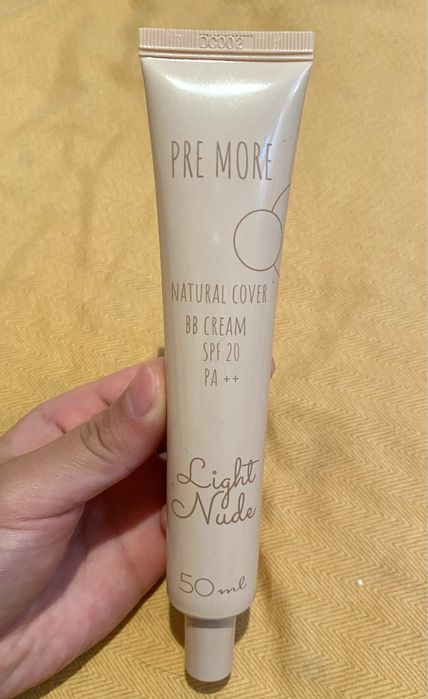 DC002
PRE MORE
NATURAL COVER
BB CREAM
SPF 20
PA ++
Light
Nude
50ml